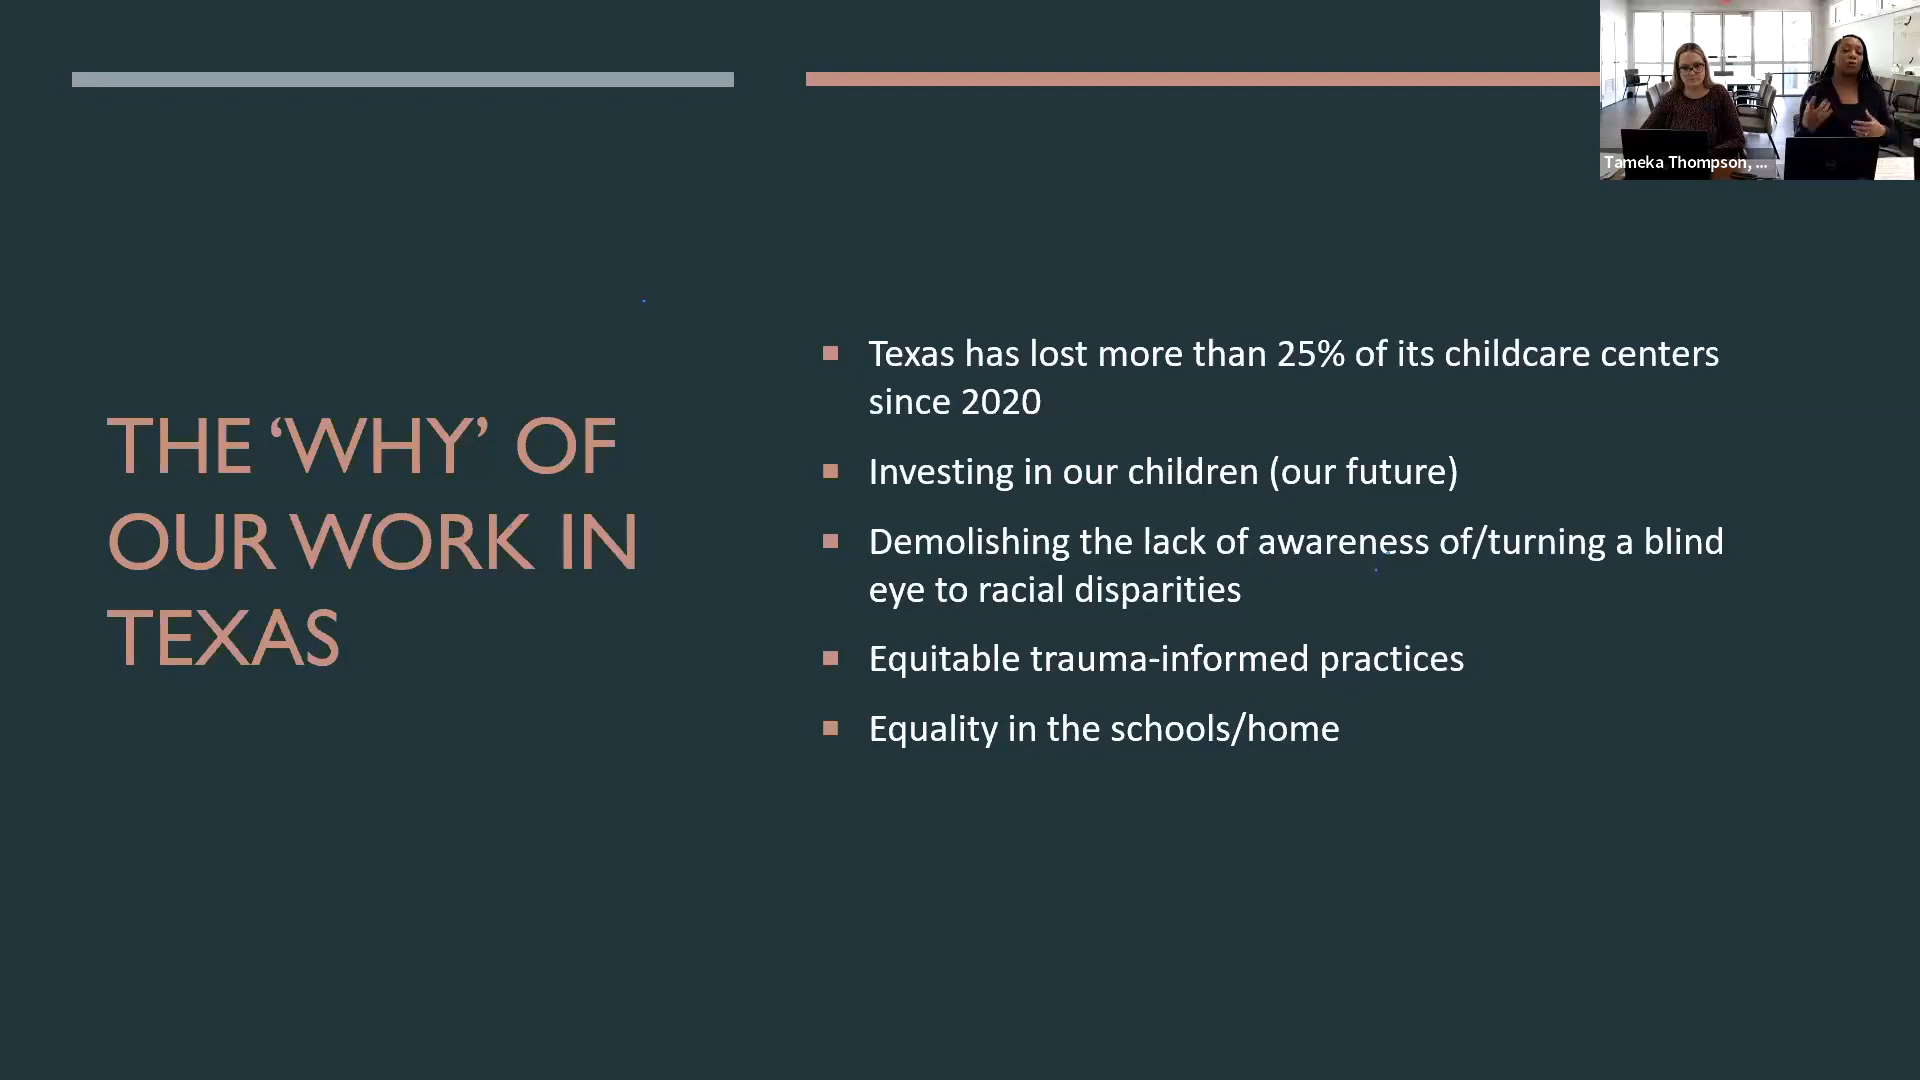 Tameka Thompson, ...
THE ‘WHY’ OF
OUR WORK IN
TEXAS
■ Texas has lost more than 25% of its childcare centers
since 2020
■ Investing in our children (our future)
■ Demolishing the lack of awareness of/turning a blind
eye to racial disparities
■ Equitable trauma-informed practices
■ Equality in the schools/home